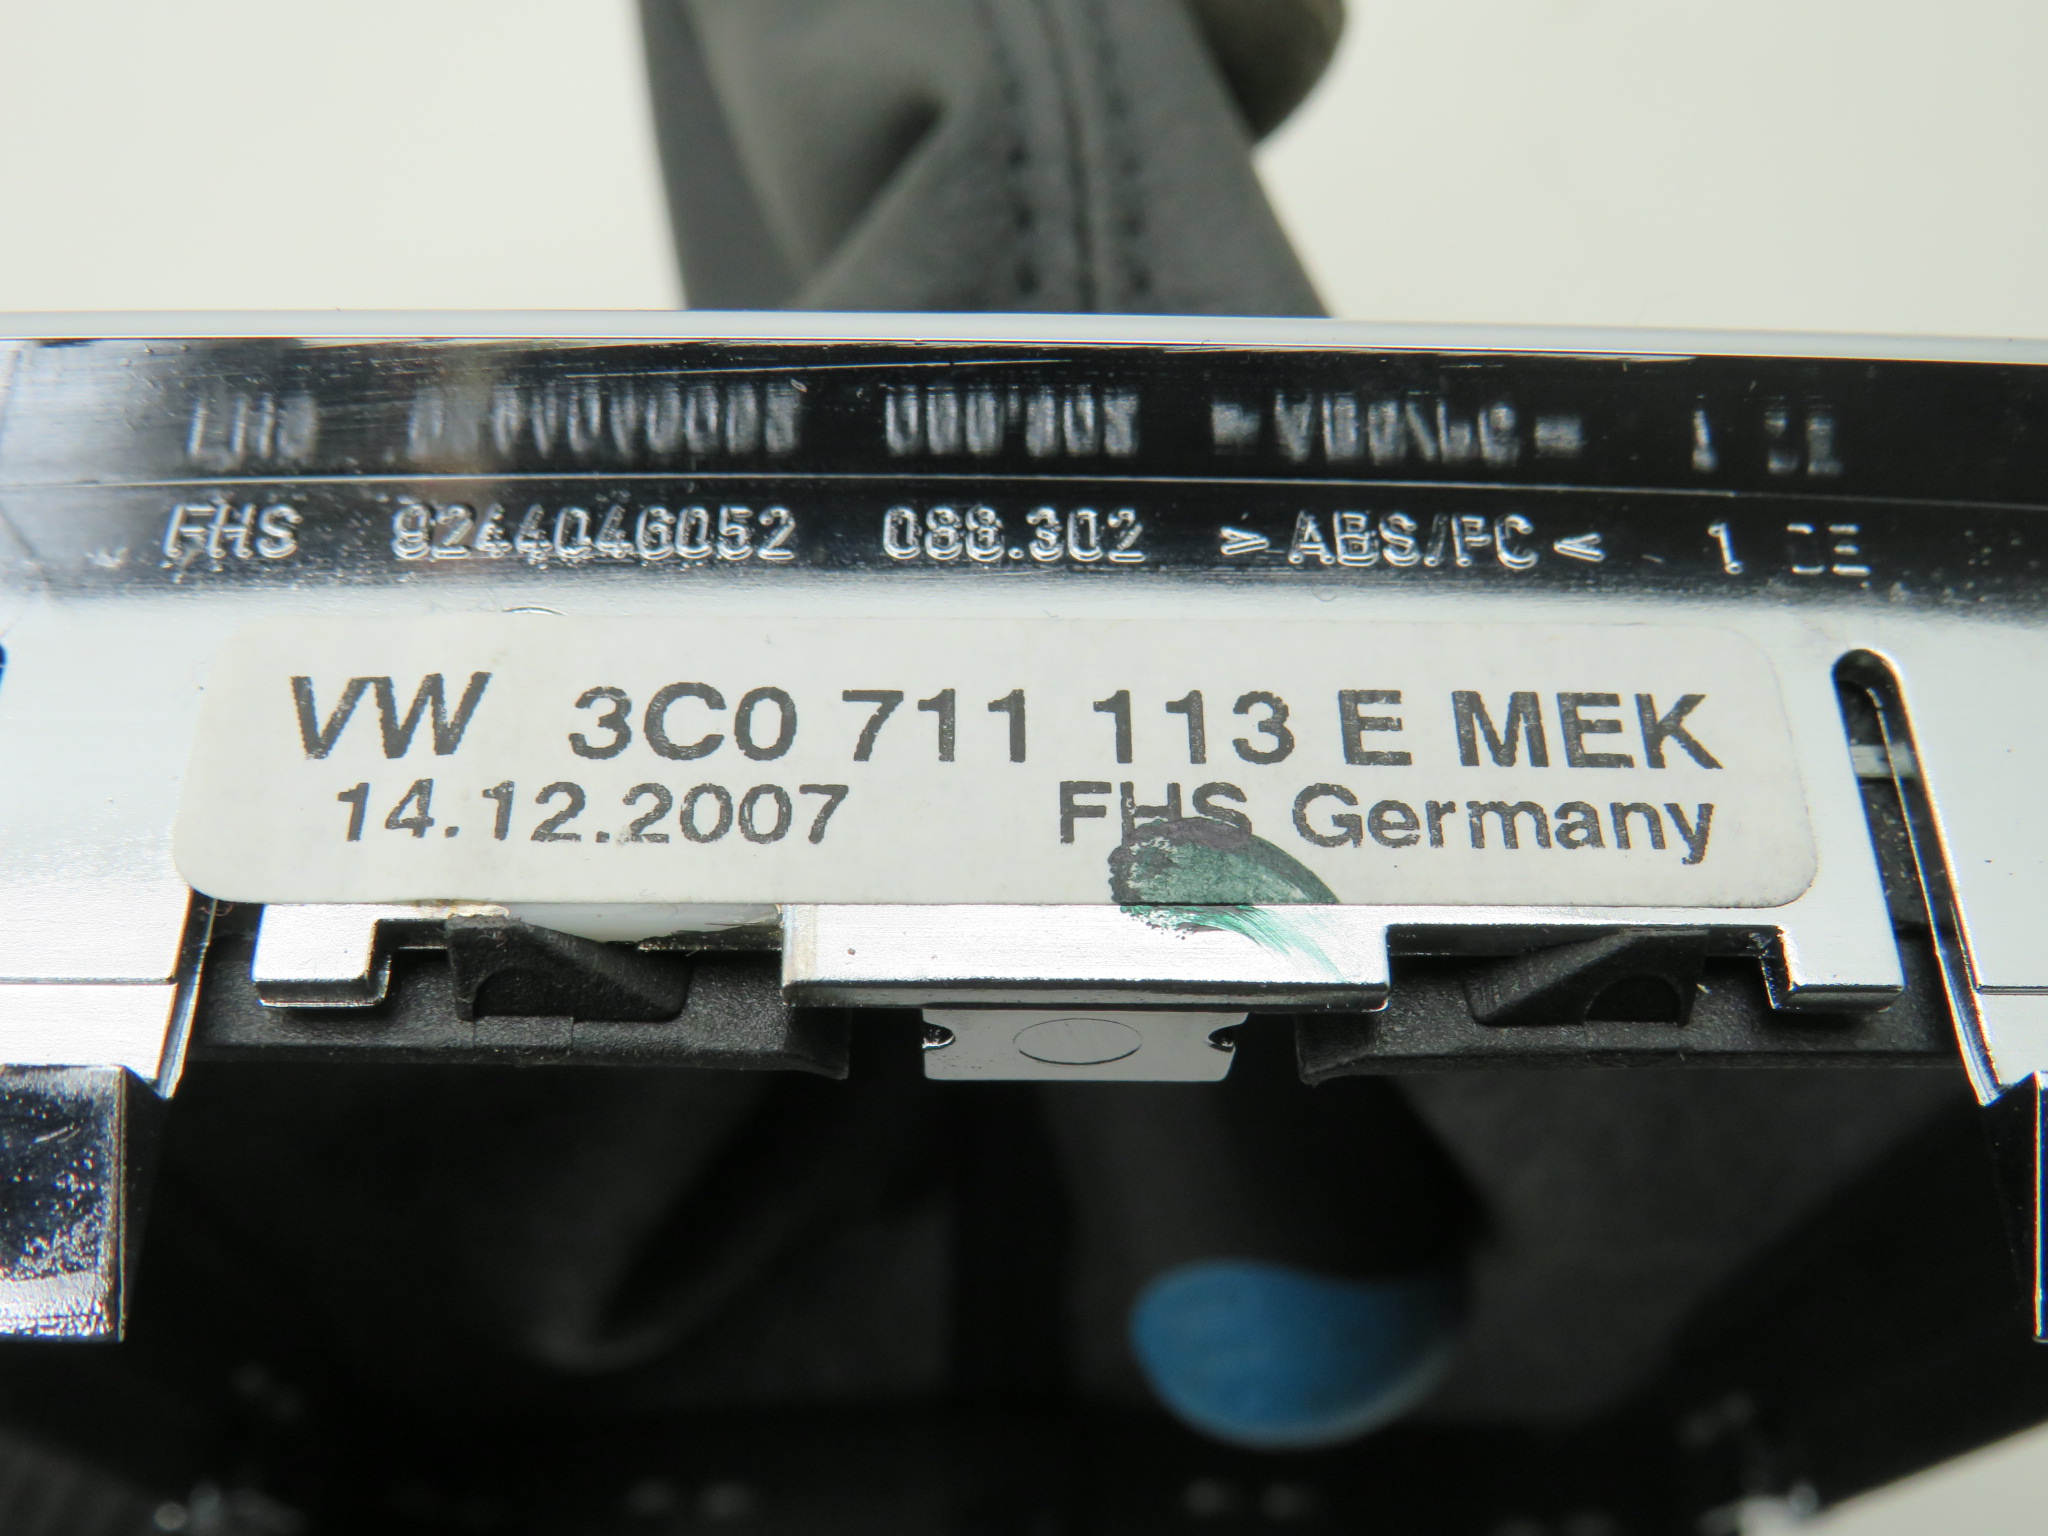 FHS 9244046052 088.302 >ABS/PC< 1
VW 3C0 711 113 E MEK
14.12.2007 FHS Germany